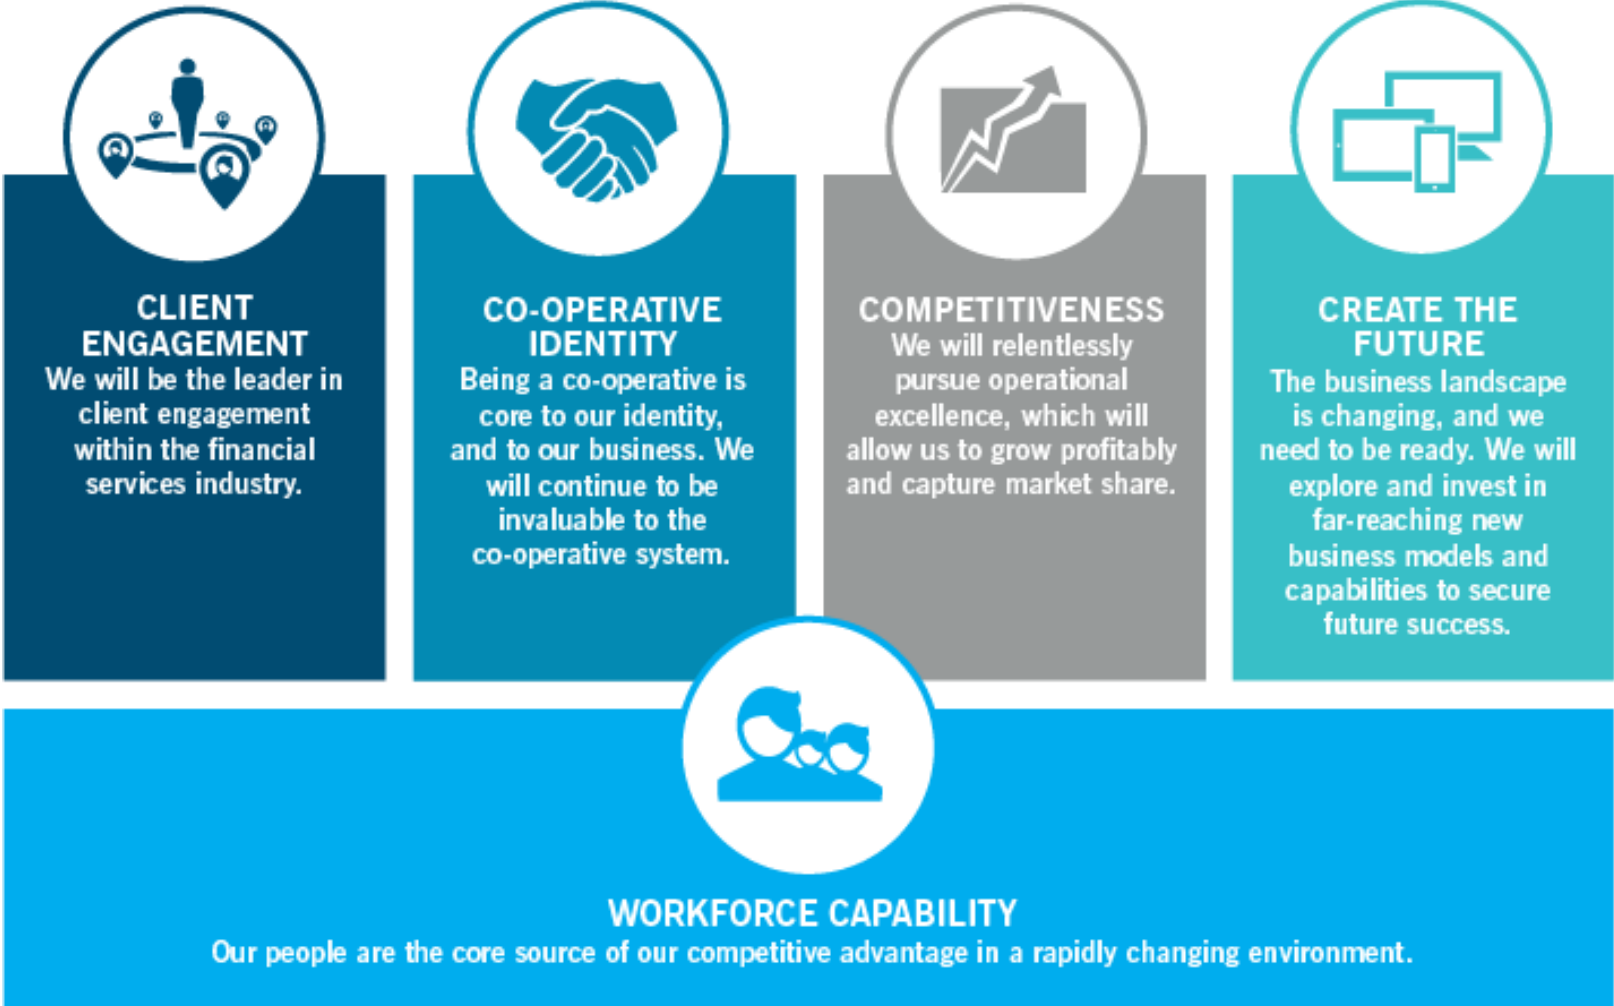 CLIENT
ENGAGEMENT
We will be the leader in
client engagement
within the financial
services industry.
CO-OPERATIVE
IDENTITY
Being a co-operative is
core to our identity,
and to our business. We
will continue to be
invaluable to the
co-operative system.
COMPETITIVENESS
We will relentlessly
pursue operational
excellence, which will
allow us to grow profitably
and capture market share.
CREATE THE
FUTURE
The business landscape
is changing, and we
need to be ready. We will
explore and invest in
far-reaching new
business models and
capabilities to secure
future success.
WORKFORCE CAPABILITY
Our people are the core source of our competitive advantage in a rapidly changing environment.